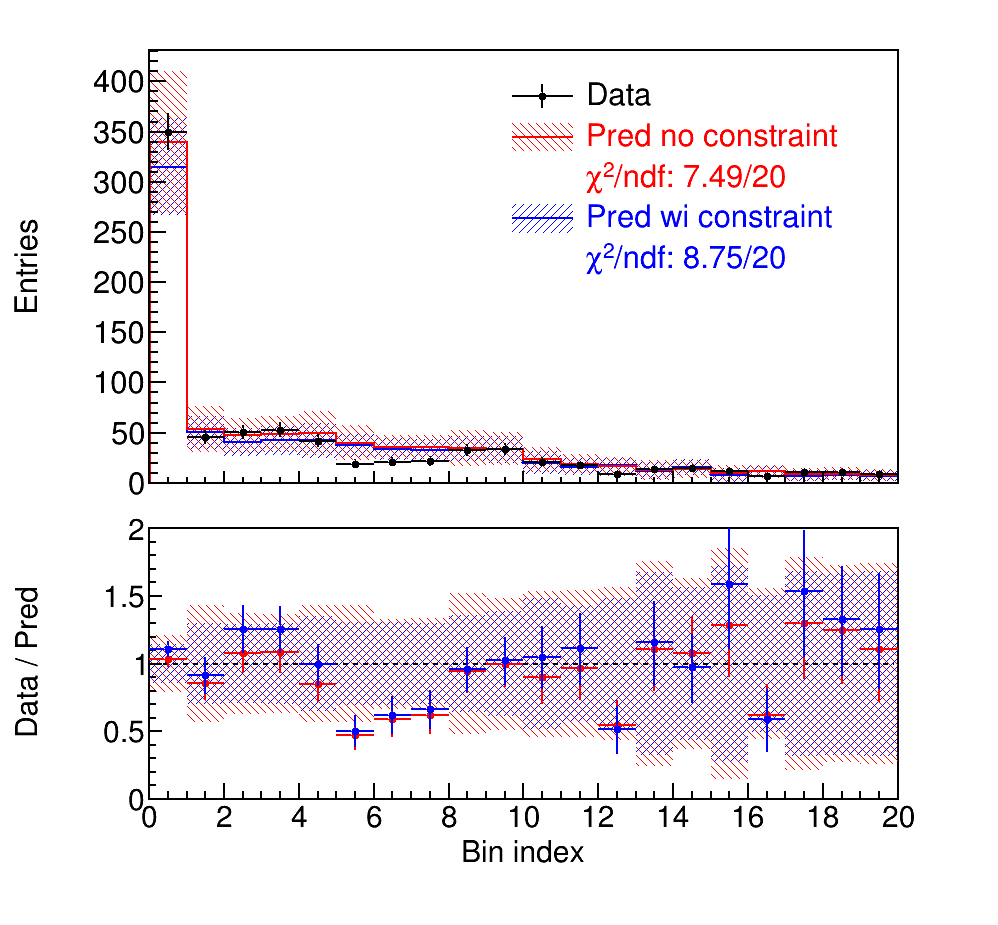 Entries
400
350
300
250
200
150
100
50
0
Data
Pred no constraint
χ²/ndf: 7.49/20
Pred wi constraint
χ²/ndf: 8.75/20
Data / Pred
2
1.5
1
0.5
0
0 2 4 6 8 10 12 14 16 18 20
Bin index